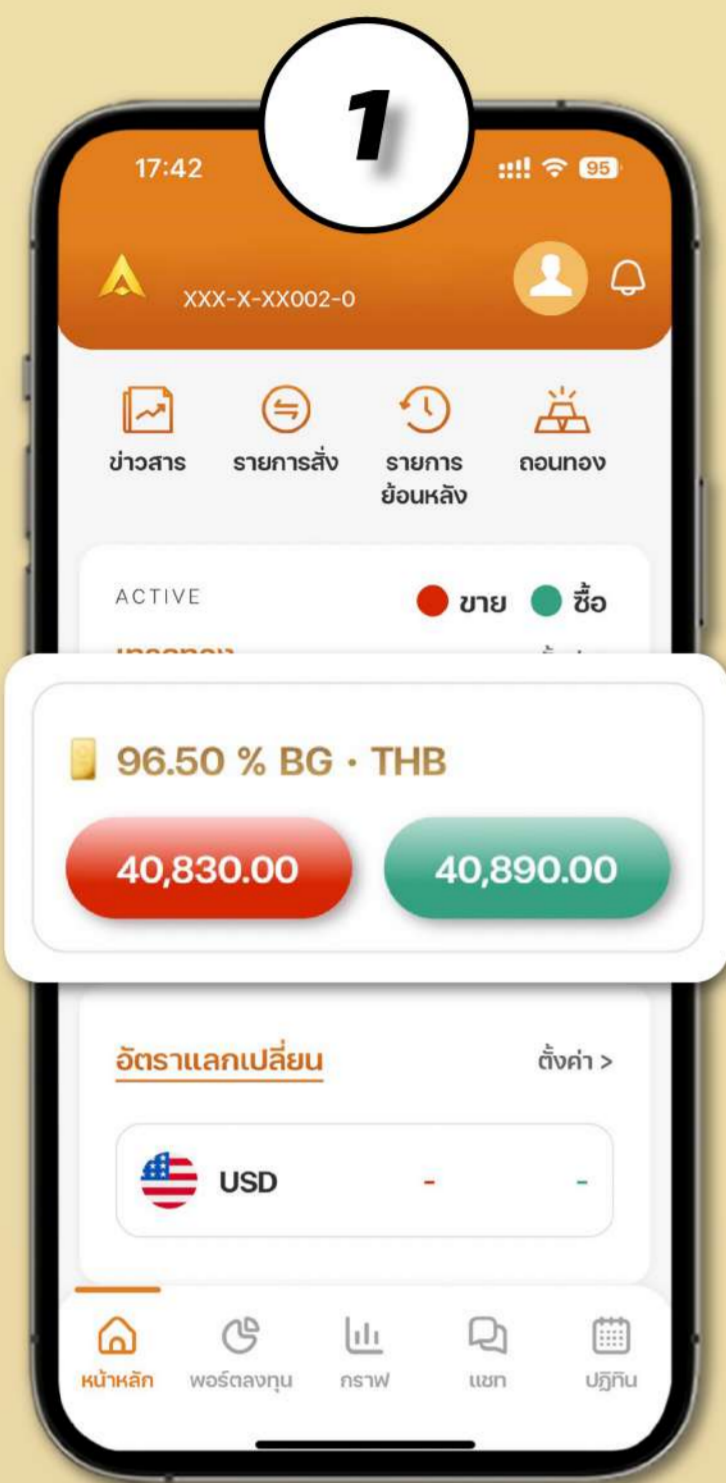 1
17:42
95
XXX-X-XX002-0
ข่าวสาร
รายการสั่ง
รายการ
ย้อนหลัง
ถอนทอง
ACTIVE
ขาย
ซื้อ
96.50 % BG · THB
40,830.00
40,890.00
อัตราแลกเปลี่ยน
ตั้งค่า >
USD
-
-
หน้าหลัก
พอร์ตลงทุน
กราฟ
แชท
ปฏิทิน